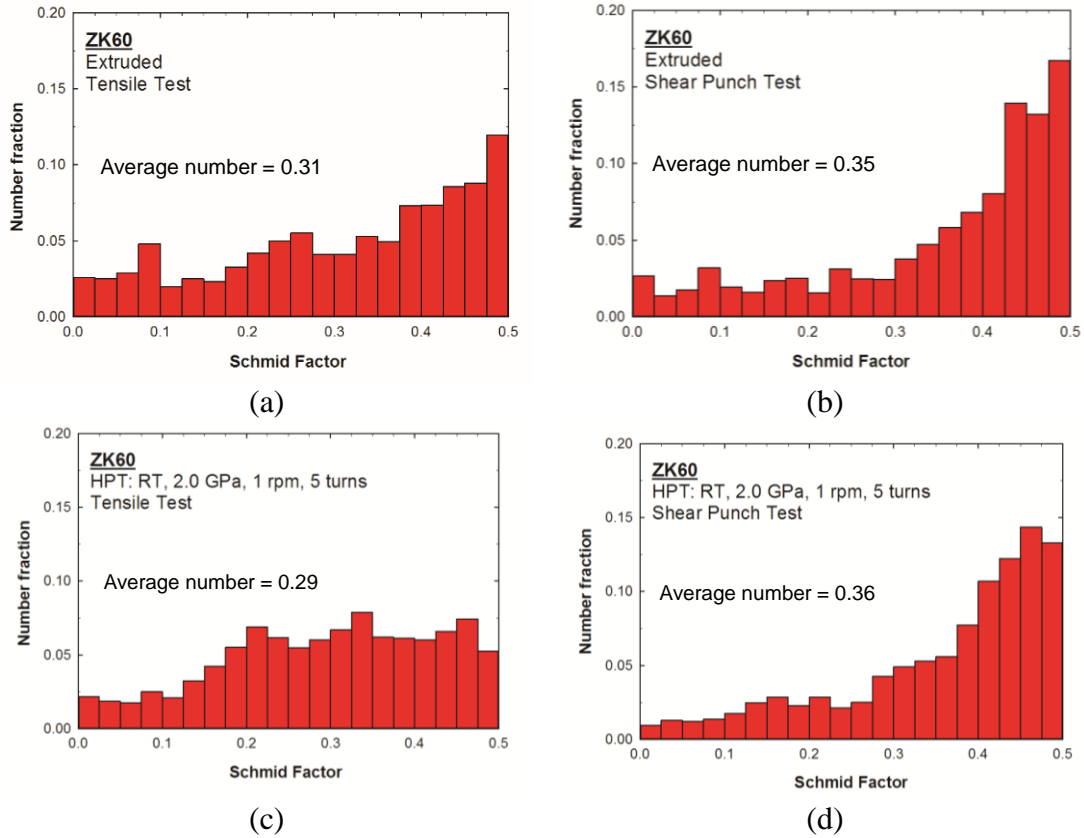 ZK60
Extruded
Tensile Test
Average number = 0.31
Number fraction
0.20
0.15
0.10
0.05
0.00
0.0 0.1 0.2 0.3 0.4 0.5
Schmid Factor
(a)
ZK60
Extruded
Shear Punch Test
Average number = 0.35
Number fraction
0.20
0.15
0.10
0.05
0.00
0.0 0.1 0.2 0.3 0.4 0.5
Schmid Factor
(b)
ZK60
HPT: RT, 2.0 GPa, 1 rpm, 5 turns
Tensile Test
Average number = 0.29
Number fraction
0.20
0.15
0.10
0.05
0.00
0.0 0.1 0.2 0.3 0.4 0.5
Schmid Factor
(c)
ZK60
HPT: RT, 2.0 GPa, 1 rpm, 5 turns
Shear Punch Test
Average number = 0.36
Number fraction
0.20
0.15
0.10
0.05
0.00
0.0 0.1 0.2 0.3 0.4 0.5
Schmid Factor
(d)